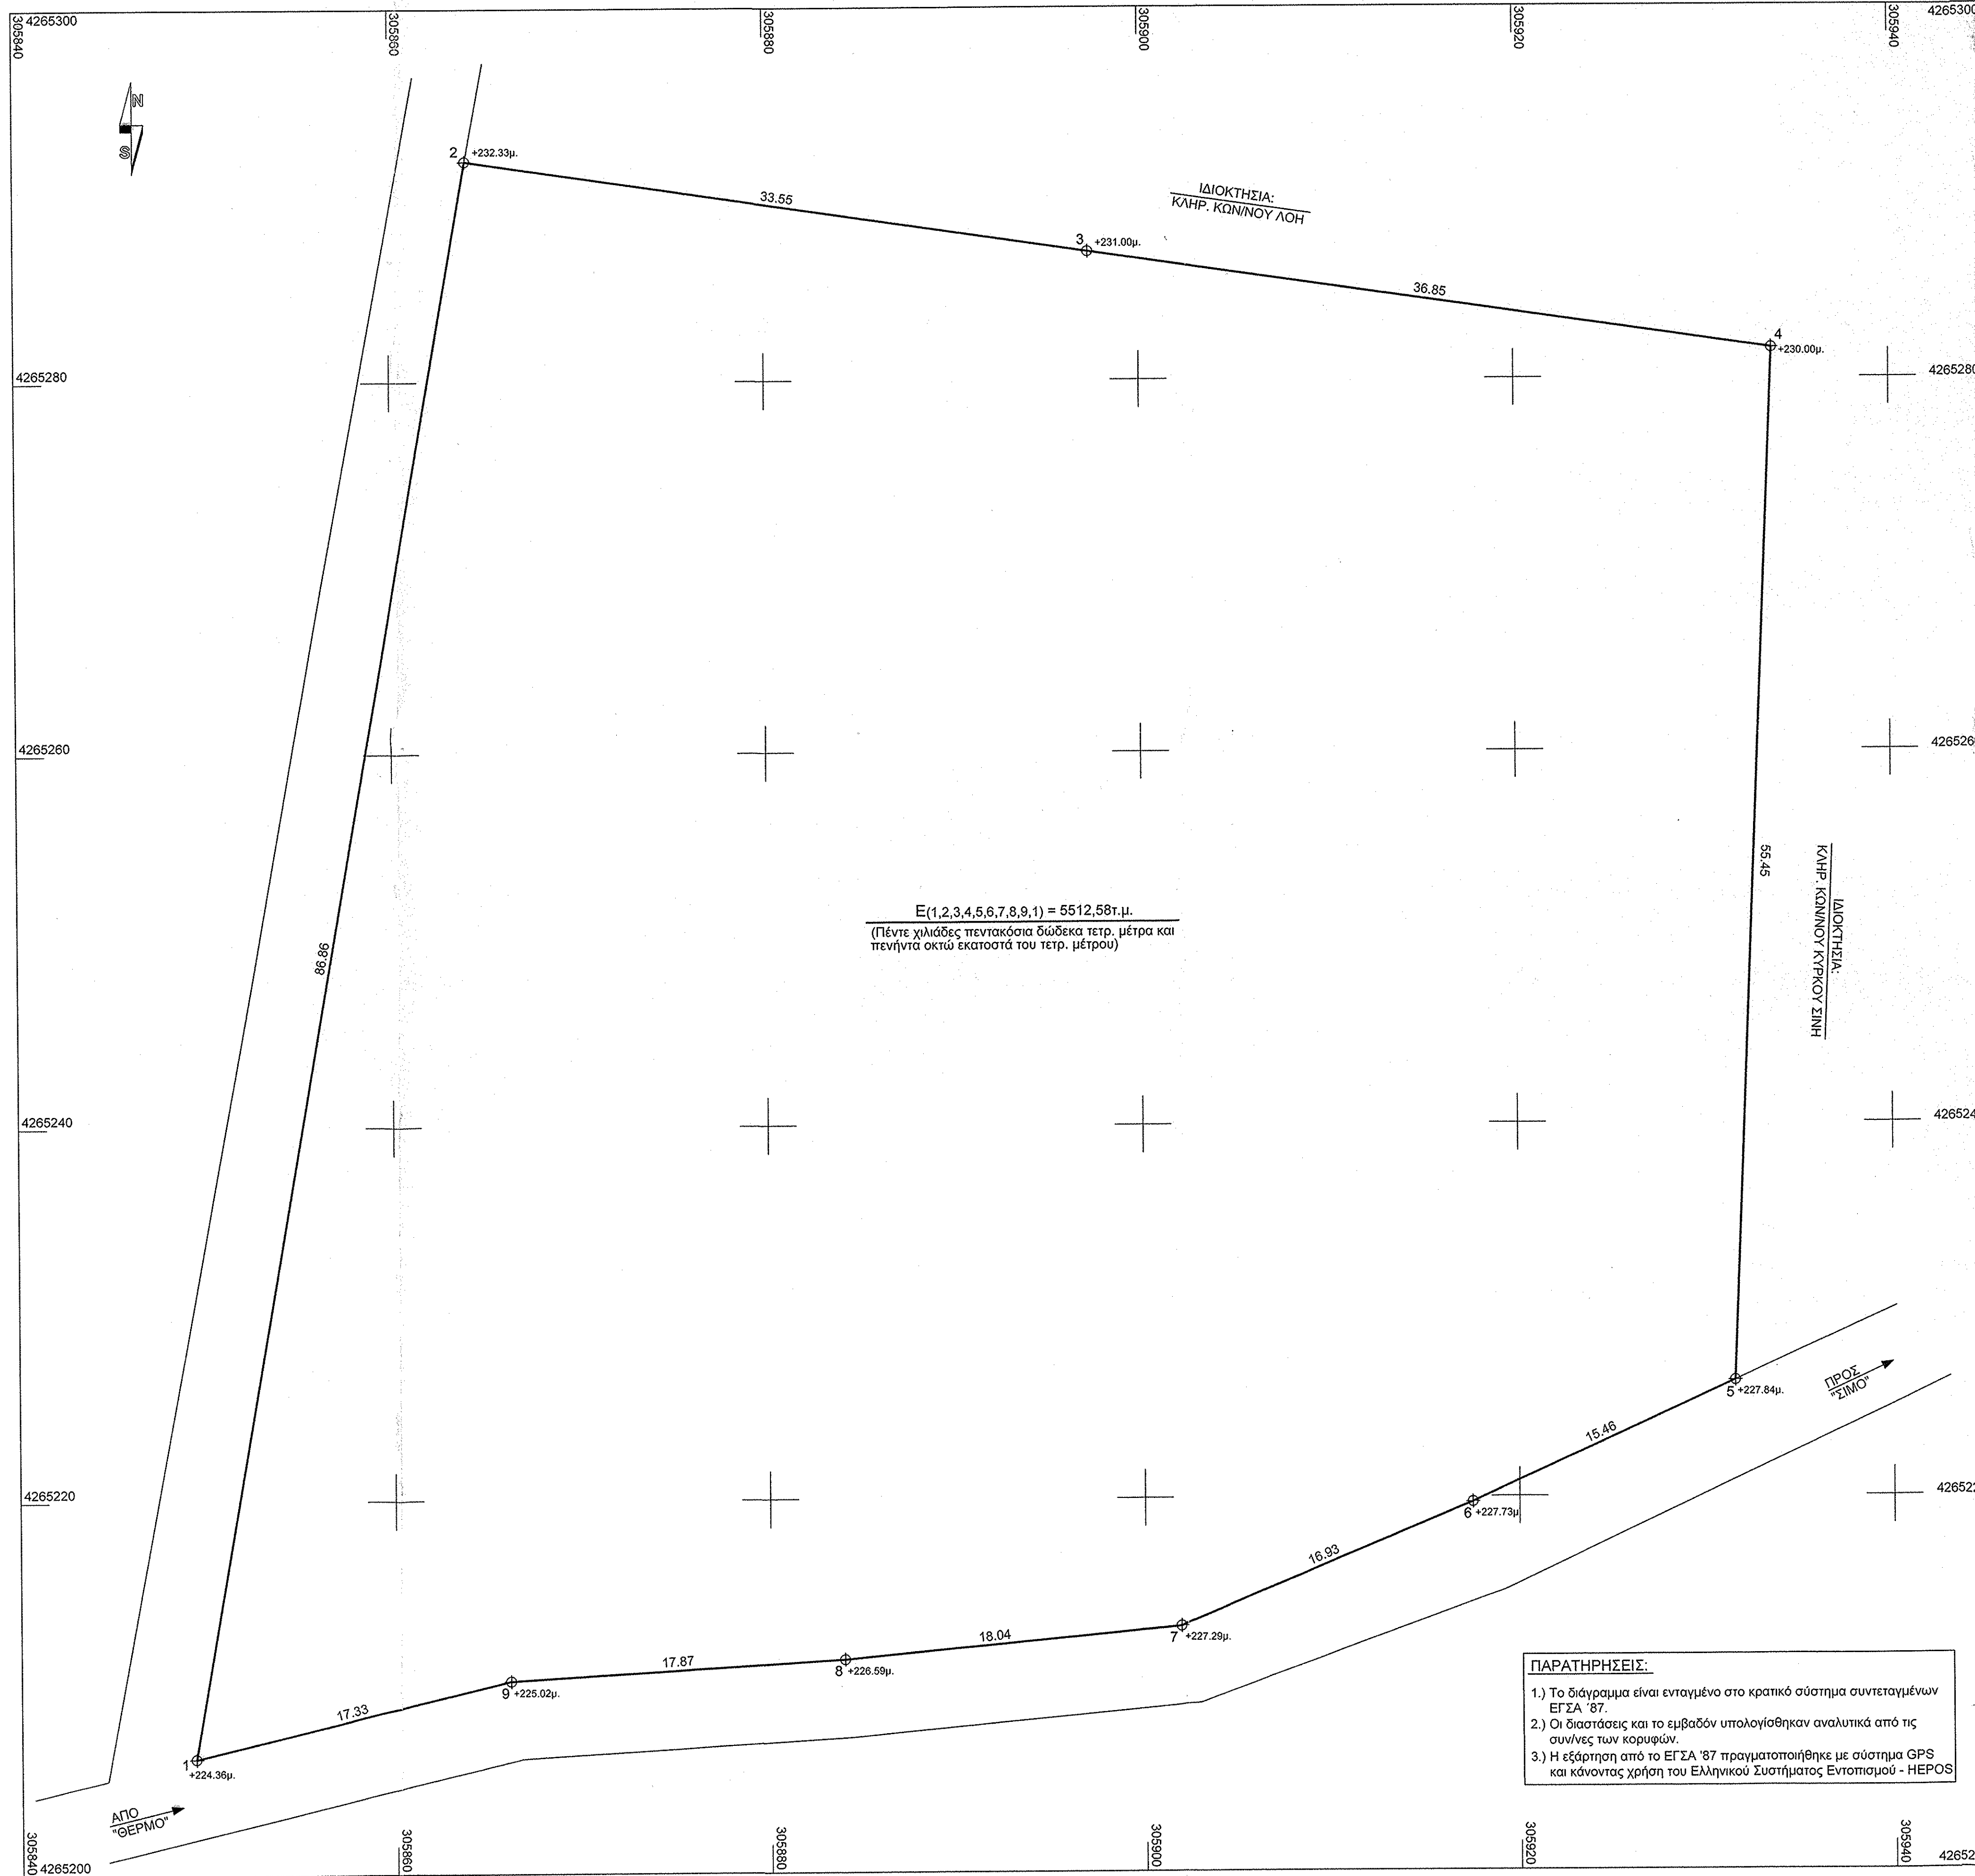 305840
4265300
305860
305880
305900
305920
305940
4265300
N
S
2
+232.33μ.
33.55
ΙΔΙΟΚΤΗΣΙΑ:
ΚΛΗΡ. ΚΩΝ/ΝΟΥ ΛΟΗ
3
+231.00μ.
36.85
4
+230.00μ.
4265280
4265280
4265260
426526
55.45
ΙΔΙΟΚΤΗΣΙΑ:
ΚΛΗΡ. ΚΩΝ/ΝΟΥ ΚΥΡΚΟΥ ΣΙΝΗ
86.86
Ε(1,2,3,4,5,6,7,8,9,1) = 5512,58τ.μ.
(Πέντε χιλιάδες πεντακόσια δώδεκα τετρ. μέτρα και
πενήντα οκτώ εκατοστά του τετρ. μέτρου)
4265240
426524
5
+227.84μ.
ΠΡΟΣ
"ΣΙΜΟ"
15.46
4265220
426522
6
+227.73μ
16.93
7
+227.29μ.
18.04
8
+226.59μ.
17.87
9
+225.02μ.
17.33
1
+224.36μ.
ΑΠΟ
"ΘΕΡΜΟ"
ΠΑΡΑΤΗΡΗΣΕΙΣ:
1.) Το διάγραμμα είναι ενταγμένο στο κρατικό σύστημα συντεταγμένων
ΕΓΣΑ '87.
2.) Οι διαστάσεις και το εμβαδόν υπολογίσθηκαν αναλυτικά από τις
συν/νες των κορυφών.
3.) Η εξάρτηση από το ΕΓΣΑ '87 πραγματοποιήθηκε με σύστημα GPS
και κάνοντας χρήση του Ελληνικού Συστήματος Εντοπισμού - HEPOS
305840
4265200
305860
305880
305900
305920
305940
42652